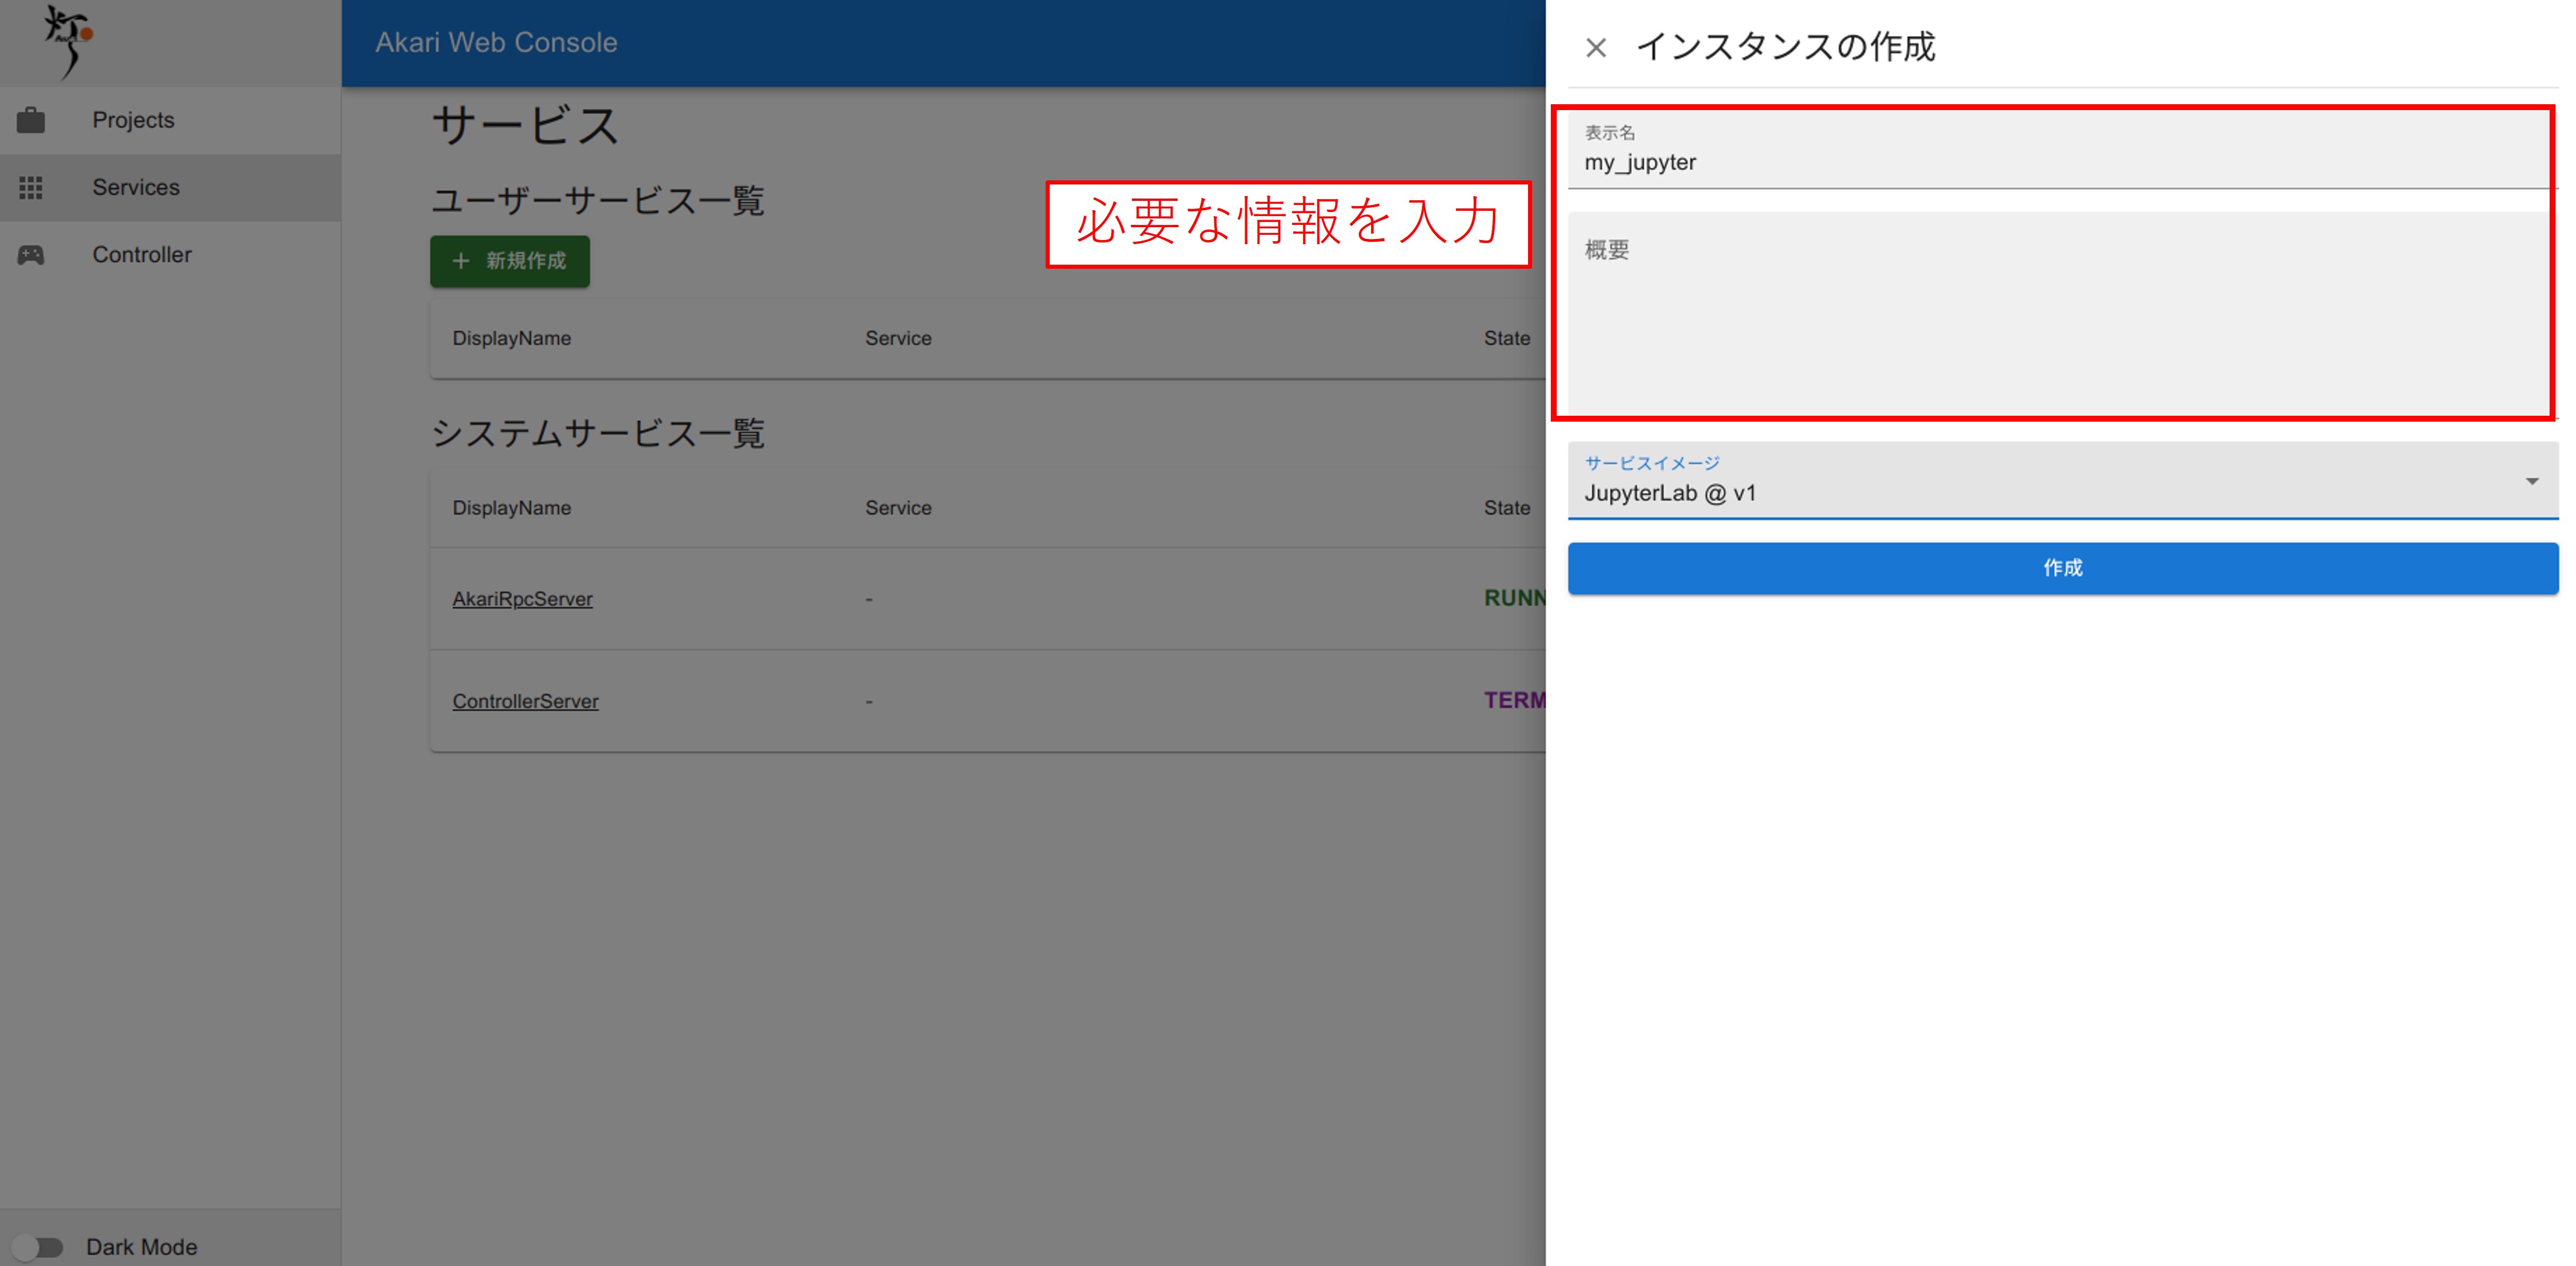 灯
Akari
Akari Web Console
Projects
Services
Controller
Dark Mode
サービス
ユーザーサービス一覧
新規作成
DisplayName Service State
システムサービス一覧
DisplayName Service State
AkariRpcServer - RUNN
ControllerServer - TERM
必要な情報を入力
インスタンスの作成
表示名
my_jupyter
概要
サービスイメージ
JupyterLab @ v1
作成